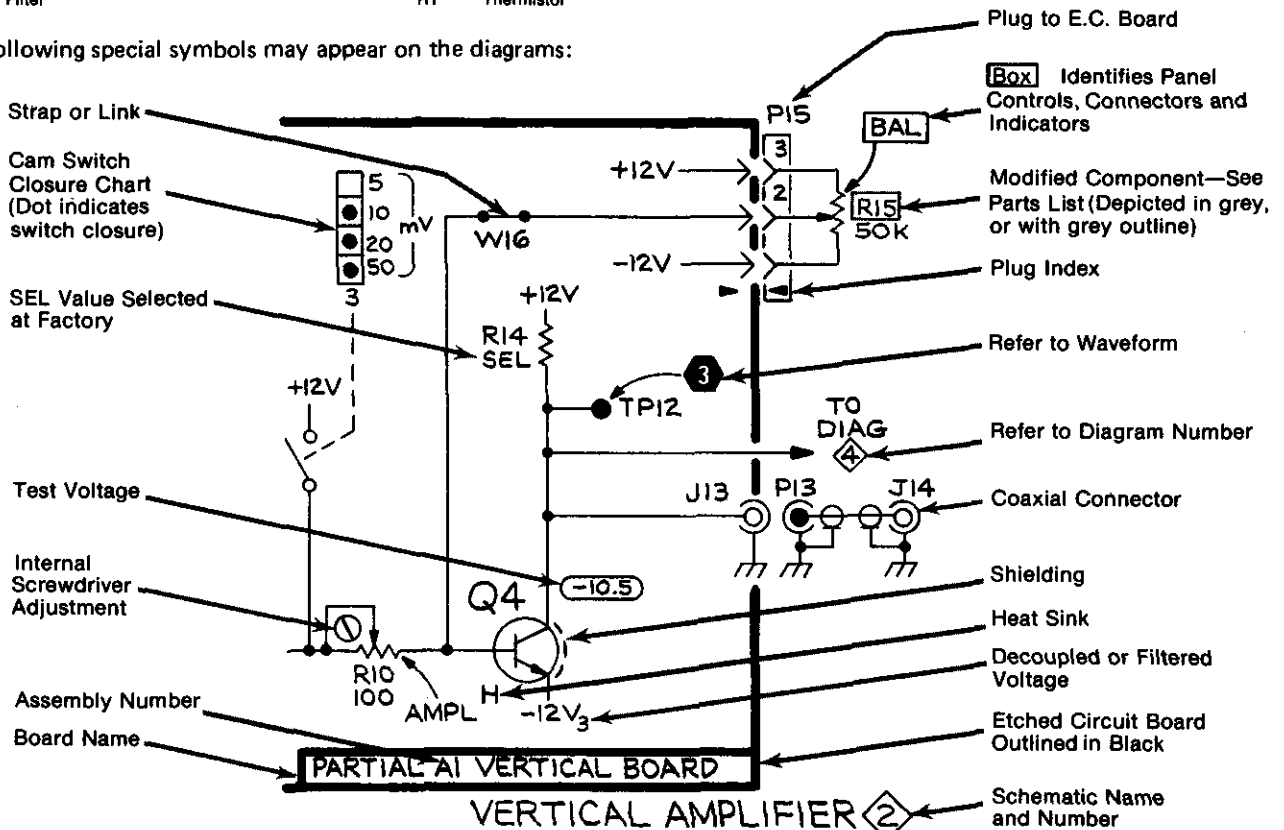 Filter
RT Thermistor
ollowing special symbols may appear on the diagrams:
Plug to E.C. Board
Box Identifies Panel
Controls, Connectors and
Indicators
Modified Component—See
Parts List (Depicted in grey,
or with grey outline)
Plug Index
Refer to Waveform
Refer to Diagram Number
Coaxial Connector
Shielding
Heat Sink
Decoupled or Filtered
Voltage
Etched Circuit Board
Outlined in Black
Schematic Name
and Number
Strap or Link
Cam Switch
Closure Chart
(Dot indicates
switch closure)
SEL Value Selected
at Factory
Test Voltage
Internal
Screwdriver
Adjustment
Assembly Number
Board Name
5
10
20
50
mV
3
+12V
W16
+12V
-12V
P15
3
2
BAL
R15
50K
+12V
R14
SEL
3
TP12
TO
DIAG
4
J13
P13
J14
-10.5
Q4
R10
100
AMPL
H
-12V3
PARTIAL A1 VERTICAL BOARD
VERTICAL AMPLIFIER 2